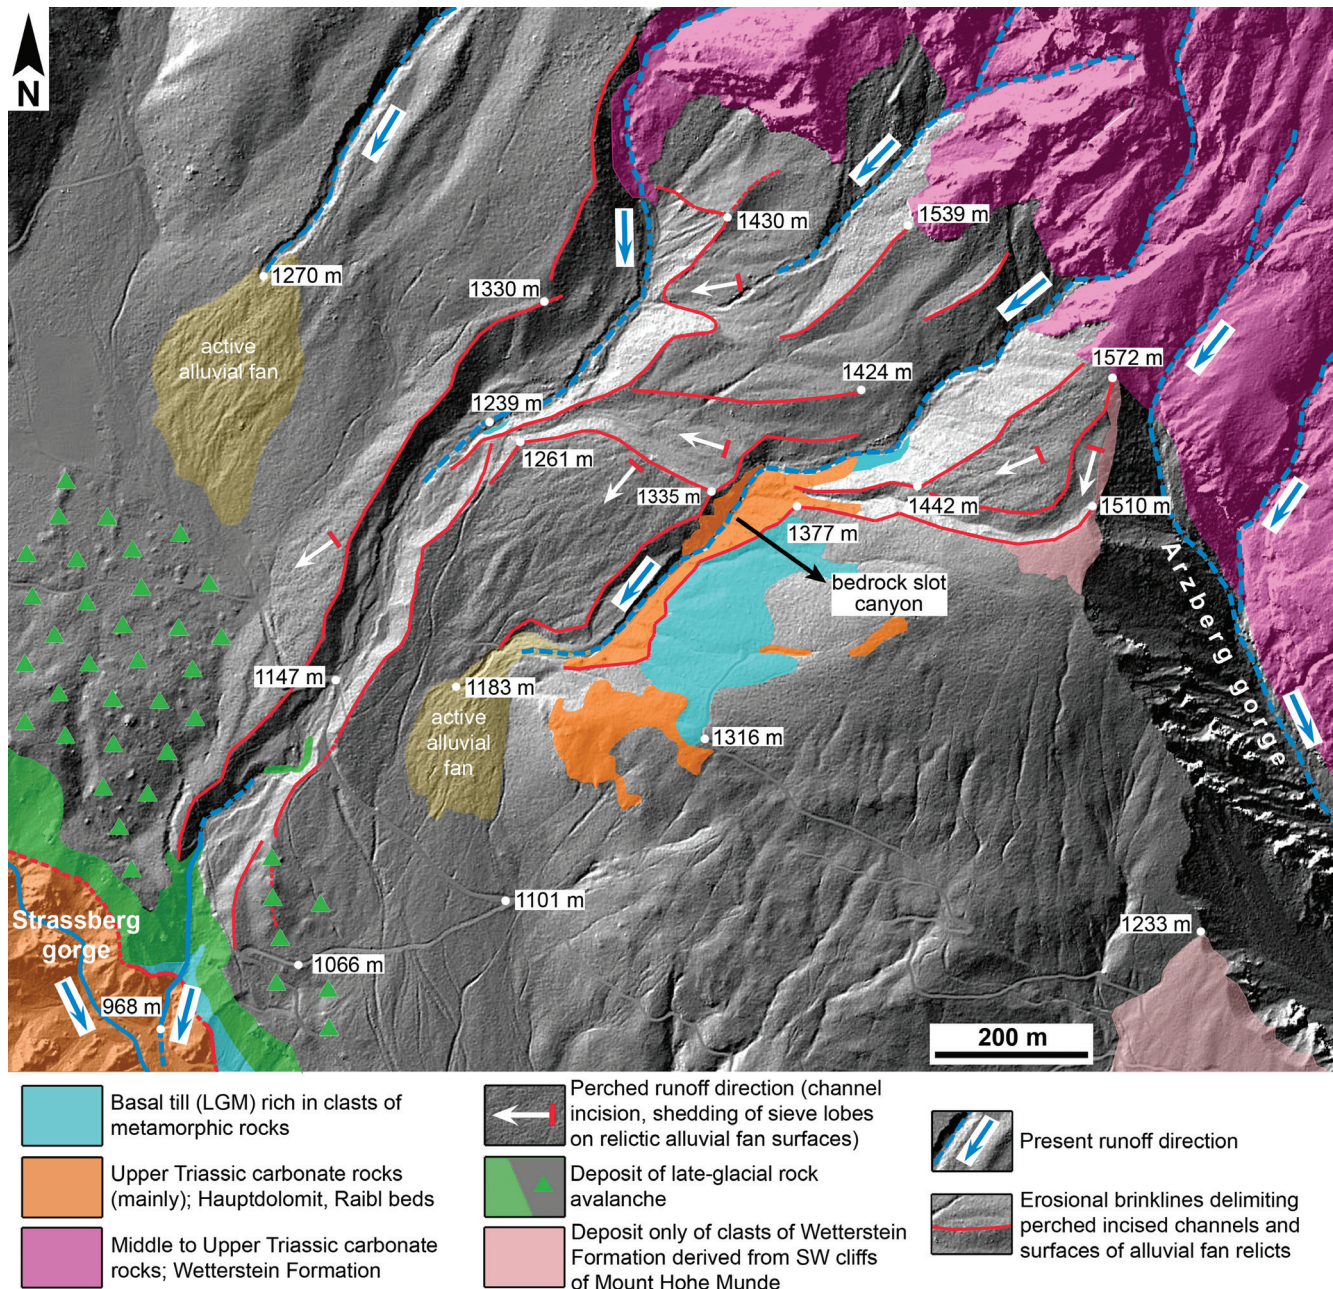 N
1270 m
active
alluvial fan
1330 m
1430 m
1539 m
1572 m
1424 m
1239 m
1261 m
1335 m
1442 m
1510 m
1377 m
bedrock slot
canyon
Arzberg gorge
1147 m
1183 m
active
alluvial
fan
1316 m
1101 m
1066 m
1233 m
Strassberg
gorge
968 m
200 m
Basal till (LGM) rich in clasts of
metamorphic rocks
Upper Triassic carbonate rocks
(mainly); Hauptdolomit, Raibl beds
Middle to Upper Triassic carbonate
rocks; Wetterstein Formation
Perched runoff direction (channel
incision, shedding of sieve lobes
on relictic alluvial fan surfaces)
Deposit of late-glacial rock
avalanche
Deposit only of clasts of Wetterstein
Formation derived from SW cliffs
of Mount Hohe Munde
Present runoff direction
Erosional brinklines delimiting
perched incised channels and
surfaces of alluvial fan relicts